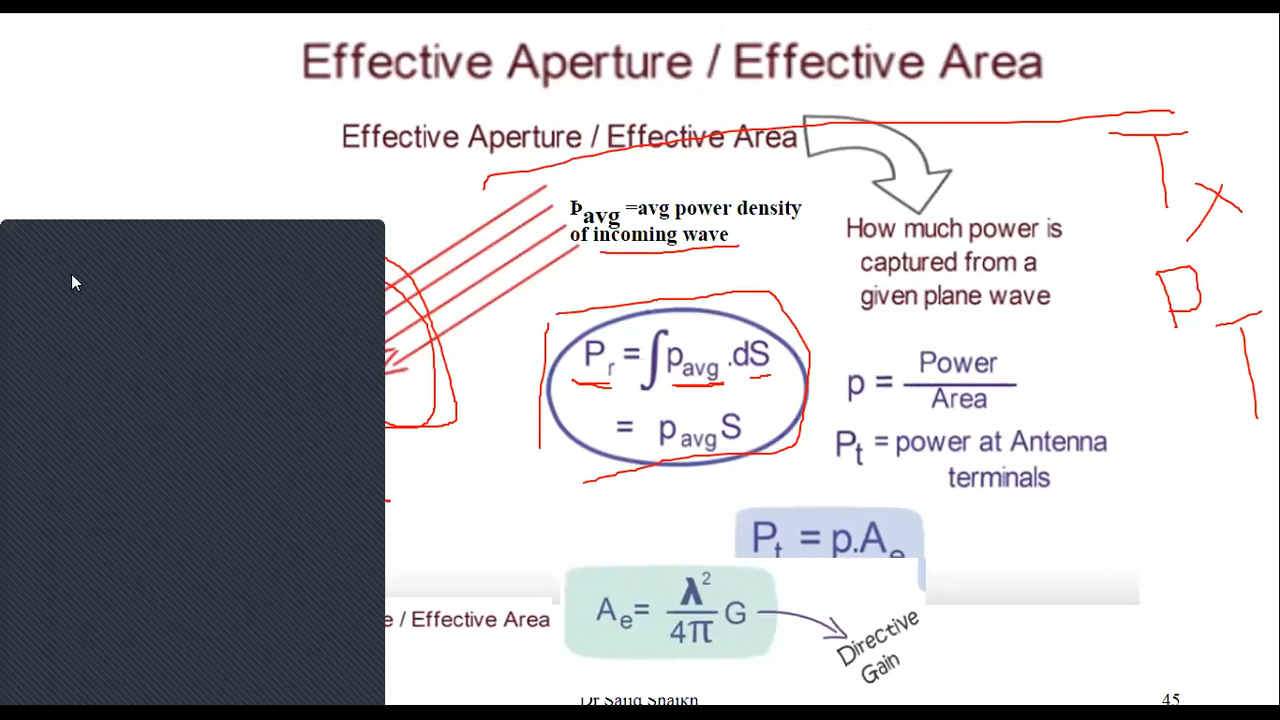 Effective Aperture / Effective Area
Effective Aperture / Effective Area
Þavg =avg power density
of incoming wave
How much power is
captured from a
given plane wave
Pr = ∫pavg .dS
= pavgS
p = Power
Area
Pt = power at Antenna
terminals
Pt = p.Ae
Ae= λ²/4π G
Directive
Gain
e / Effective Area
Dr Sajid Shaikh
45
T x
P T